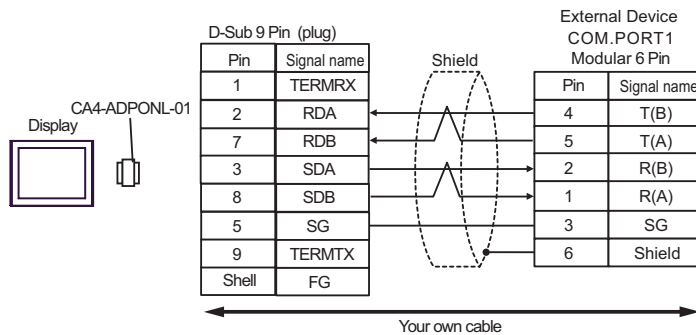 External Device
COM.PORT1
Modular 6 Pin
D-Sub 9 Pin (plug)
Shield
Pin Signal name
Pin Signal name
1 TERMRX
2 RDA
4 T(B)
7 RDB
5 T(A)
3 SDA
2 R(B)
8 SDB
1 R(A)
5 SG
3 SG
9 TERMTX
6 Shield
Shell FG
CA4-ADPONL-01
Display
Your own cable